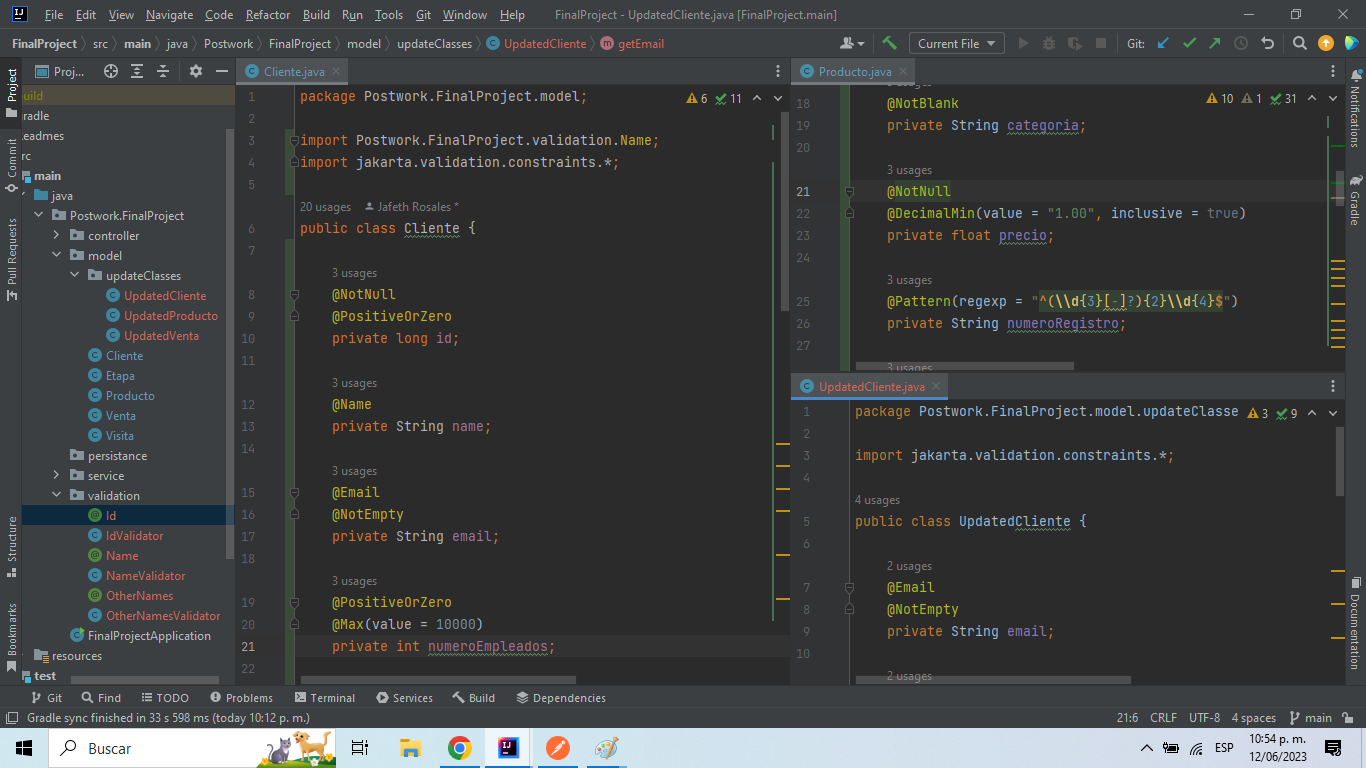 File Edit View Navigate Code Refactor Build Run Tools Git Window Help FinalProject - UpdatedCliente.java [FinalProject.main]
FinalProject src main java Postwork FinalProject model updateClasses UpdatedCliente getEmail Current File Git:
Project
Commit
Pull Requests
Structure
Bookmarks
Proj...
uild
radle
eadmes
rc
main
java
Postwork.FinalProject
controller
model
updateClasses
UpdatedCliente
UpdatedProducto
UpdatedVenta
Cliente
Etapa
Producto
Venta
Visita
persistance
service
validation
Id
IdValidator
Name
NameValidator
OtherNames
OtherNamesValidator
FinalProjectApplication
resources
test
Cliente.java
6 11
1 package Postwork.FinalProject.model;
2
3 import Postwork.FinalProject.validation.Name;
4 import jakarta.validation.constraints.*;
5
20 usages Jafeth Rosales *
6 public class Cliente {
7
3 usages
8 @NotNull
9 @PositiveOrZero
10 private long id;
11
3 usages
12 @Name
13 private String name;
14
3 usages
15 @Email
16 @NotEmpty
17 private String email;
18
3 usages
19 @PositiveOrZero
20 @Max(value = 10000)
21 private int numeroEmpleados;
22
Producto.java
10 1 31
3 usages
18 @NotBlank
19 private String categoria;
20
3 usages
21 @NotNull
22 @DecimalMin(value = "1.00", inclusive = true)
23 private float precio;
24
3 usages
25 @Pattern(regexp = "^(\\d{3}[-]?){2}\\d{4}$")
26 private String numeroRegistro;
27
3 usages
UpdatedCliente.java
3 9
1 package Postwork.FinalProject.model.updateClasse
2
3 import jakarta.validation.constraints.*;
4
4 usages
5 public class UpdatedCliente {
6
2 usages
7 @Email
8 @NotEmpty
9 private String email;
10
2 usages
Notifications
Gradle
Documentation
Git Find TODO Problems Terminal Services Build Dependencies
Gradle sync finished in 33 s 598 ms (today 10:12 p. m.) 21:6 CRLF UTF-8 4 spaces main
Buscar
ESP
10:54 p. m.
12/06/2023